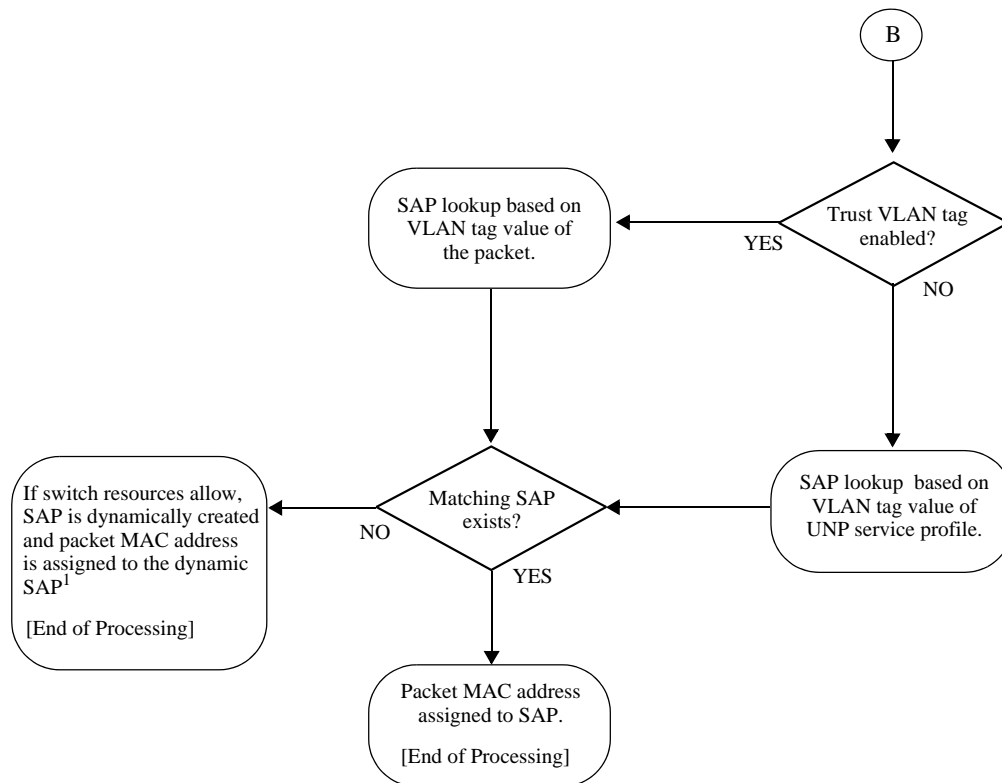 B
Trust VLAN tag
enabled?
YES
NO
SAP lookup based on
VLAN tag value of
the packet.
SAP lookup based on
VLAN tag value of
UNP service profile.
Matching SAP
exists?
NO
YES
If switch resources allow,
SAP is dynamically created
and packet MAC address
is assigned to the dynamic
SAP1
[End of Processing]
Packet MAC address
assigned to SAP.
[End of Processing]